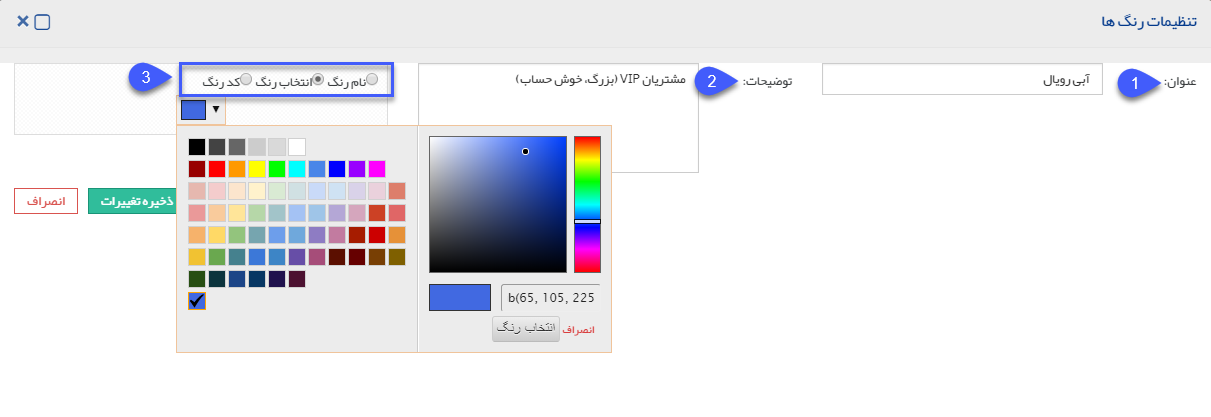 تنظیمات رنگ ها
عنوان:
آبی رویال
1
توضیحات:
مشتریان VIP (بزرگ، خوش حساب)
2
نام رنگ انتخاب رنگ کد رنگ
3
b(65, 105, 225
انتخاب رنگ
انصراف
ذخیره تغییرات
انصراف